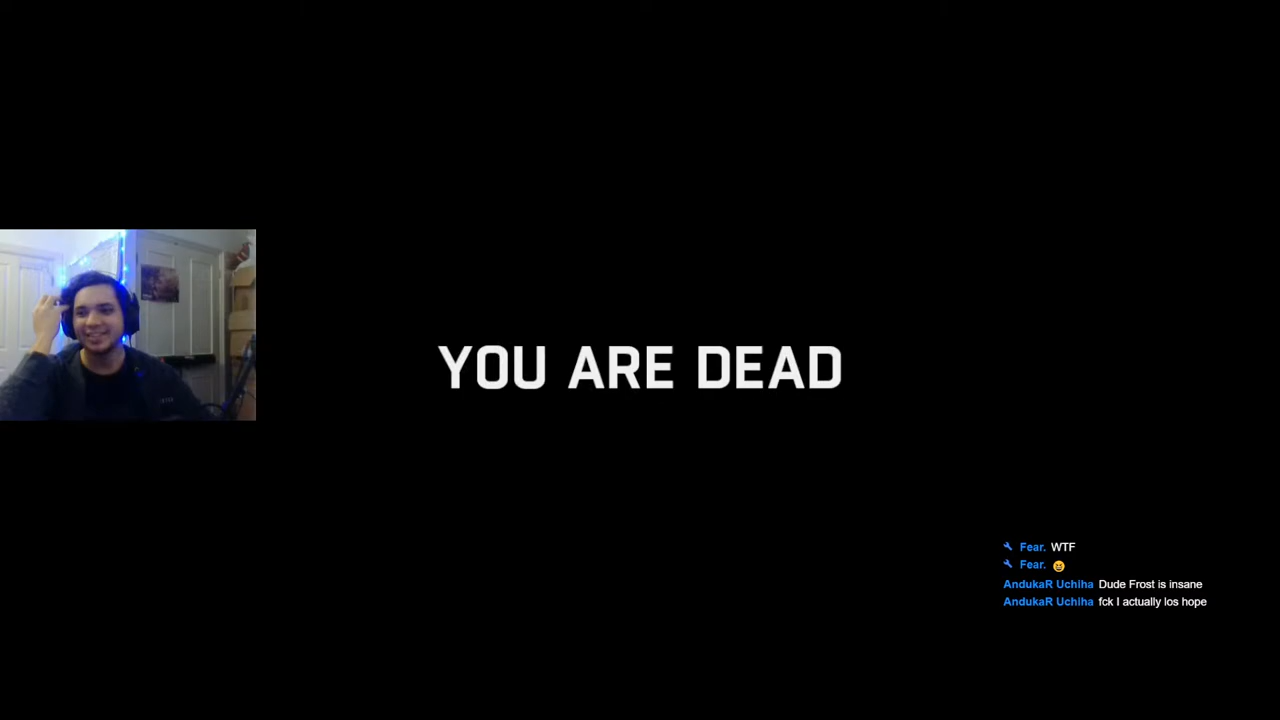 YOU ARE DEAD
Fear. WTF
Fear. 😆
AndukaR Uchiha Dude Frost is insane
AndukaR Uchiha fck I actually los hope